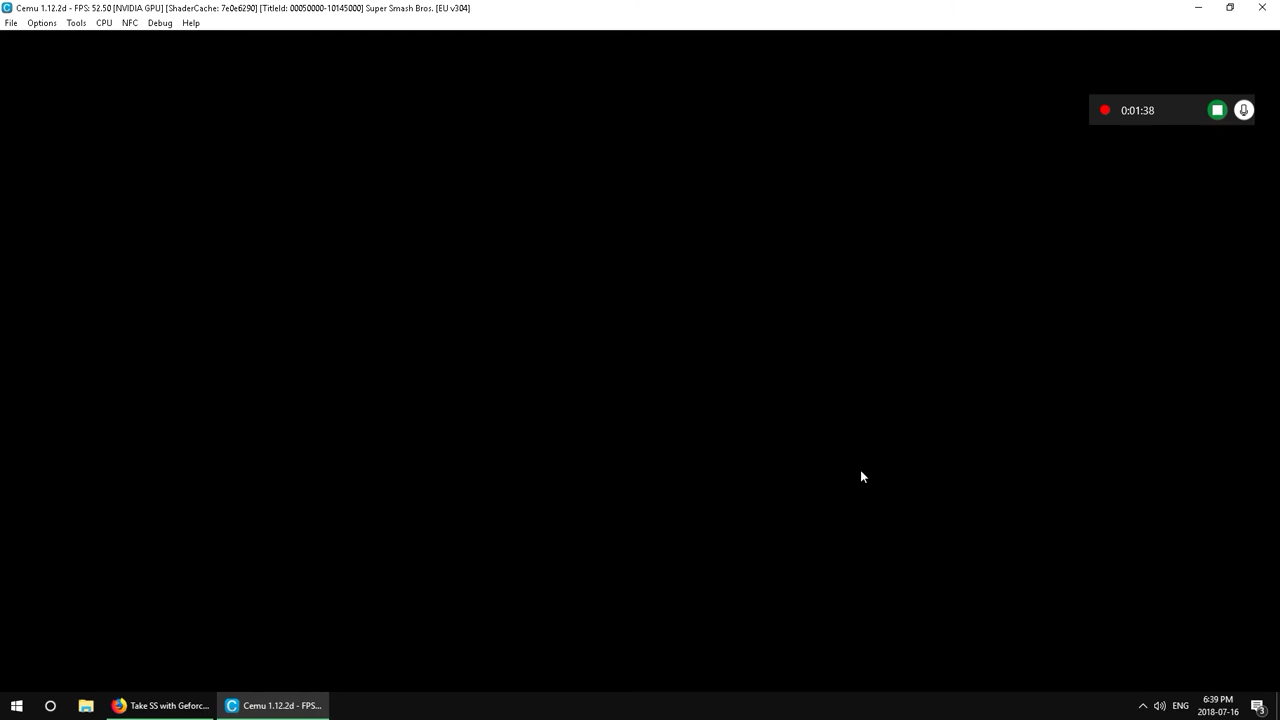 Cemu 1.12.2d - FPS: 52.50 [NVIDIA GPU] [ShaderCache: 7e0e6290] [TitleId: 00050000-10145000] Super Smash Bros. [EU v304]
File Options Tools CPU NFC Debug Help
0:01:38
Take SS with Geforc...
Cemu 1.12.2d - FPS...
ENG
6:39 PM
2018-07-16
3